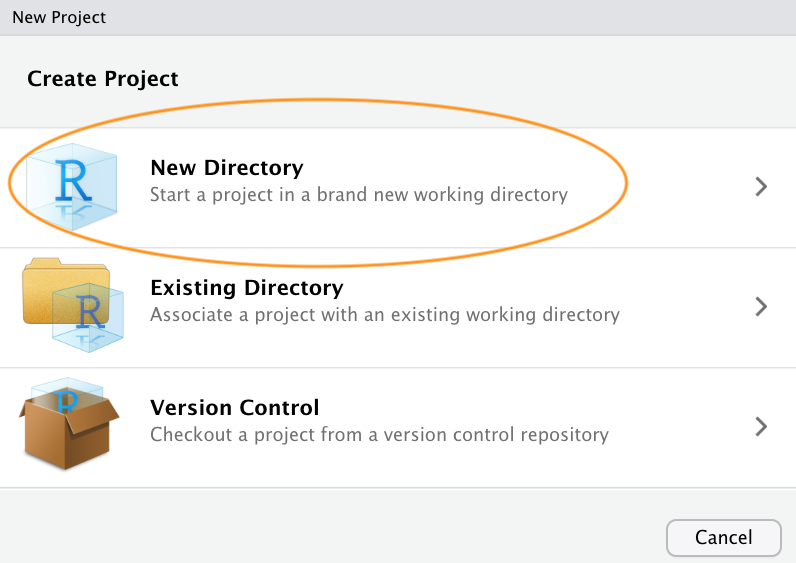 New Project
Create Project
R
New Directory
Start a project in a brand new working directory
R
Existing Directory
Associate a project with an existing working directory
R
Version Control
Checkout a project from a version control repository
Cancel